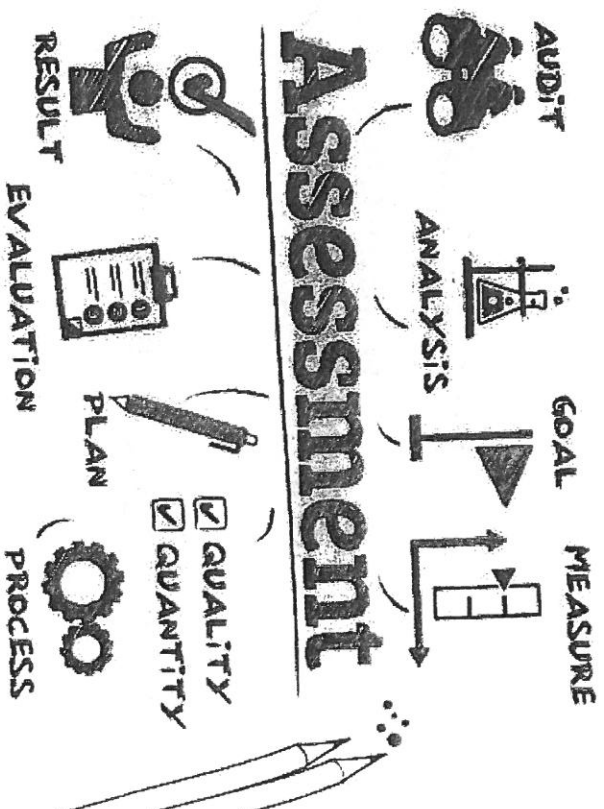 AUDiT
ANALYSiS
GOAL
MEASURE
Assessment
RESULT
EVALUATiON
PLAN
QUALiTY
QUANTiTY
PROCESS